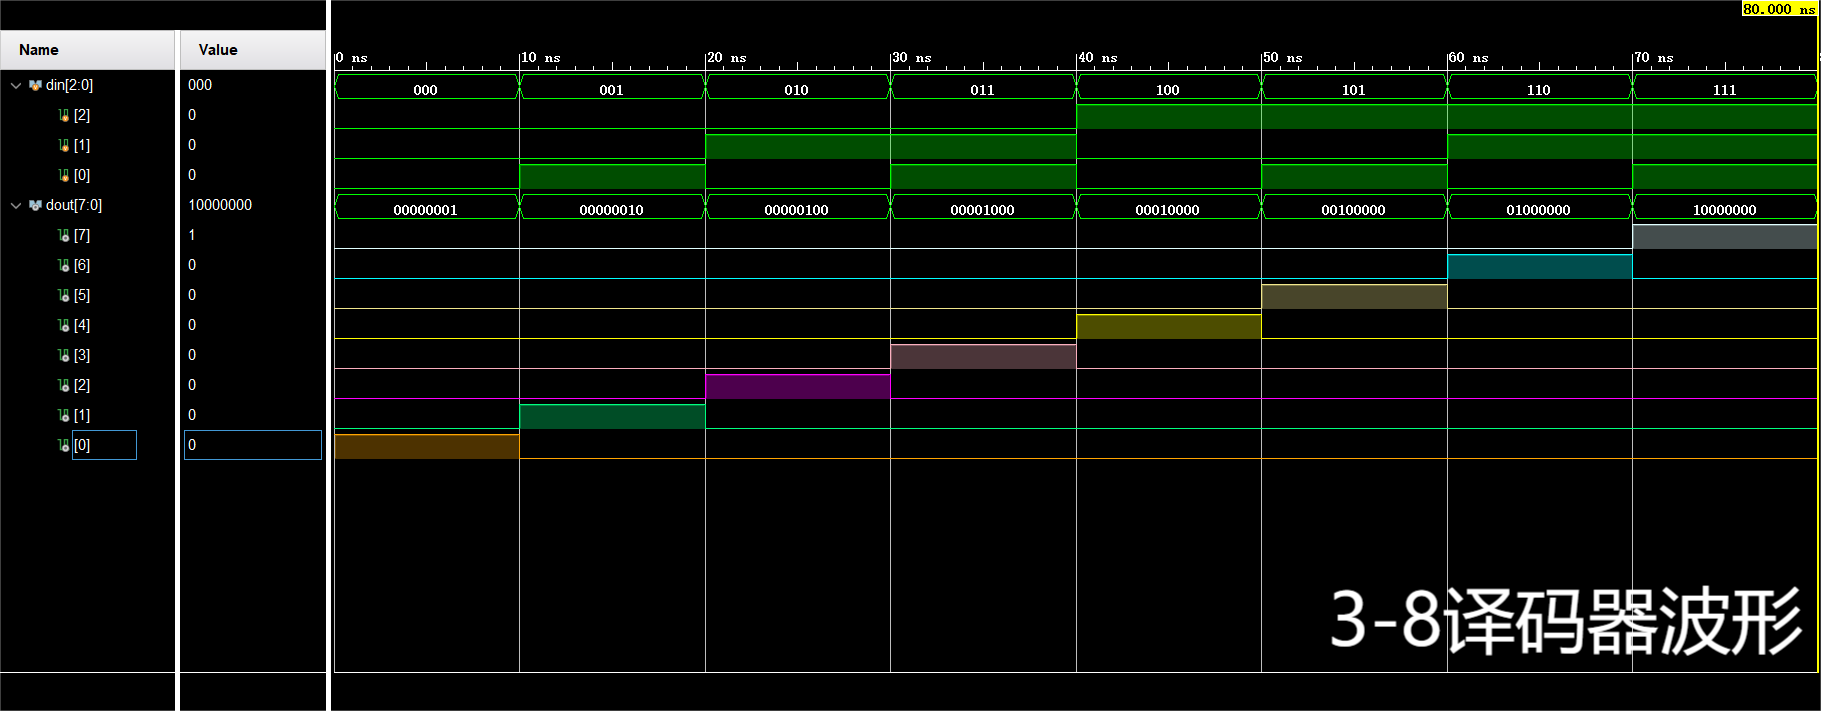 80.000 ns
Name Value
0 ns 10 ns 20 ns 30 ns 40 ns 50 ns 60 ns 70 ns
din[2:0] 000 000 001 010 011 100 101 110 111
[2] 0
[1] 0
[0] 0
dout[7:0] 10000000 00000001 00000010 00000100 00001000 00010000 00100000 01000000 10000000
[7] 1
[6] 0
[5] 0
[4] 0
[3] 0
[2] 0
[1] 0
[0] 0
3-8译码器波形